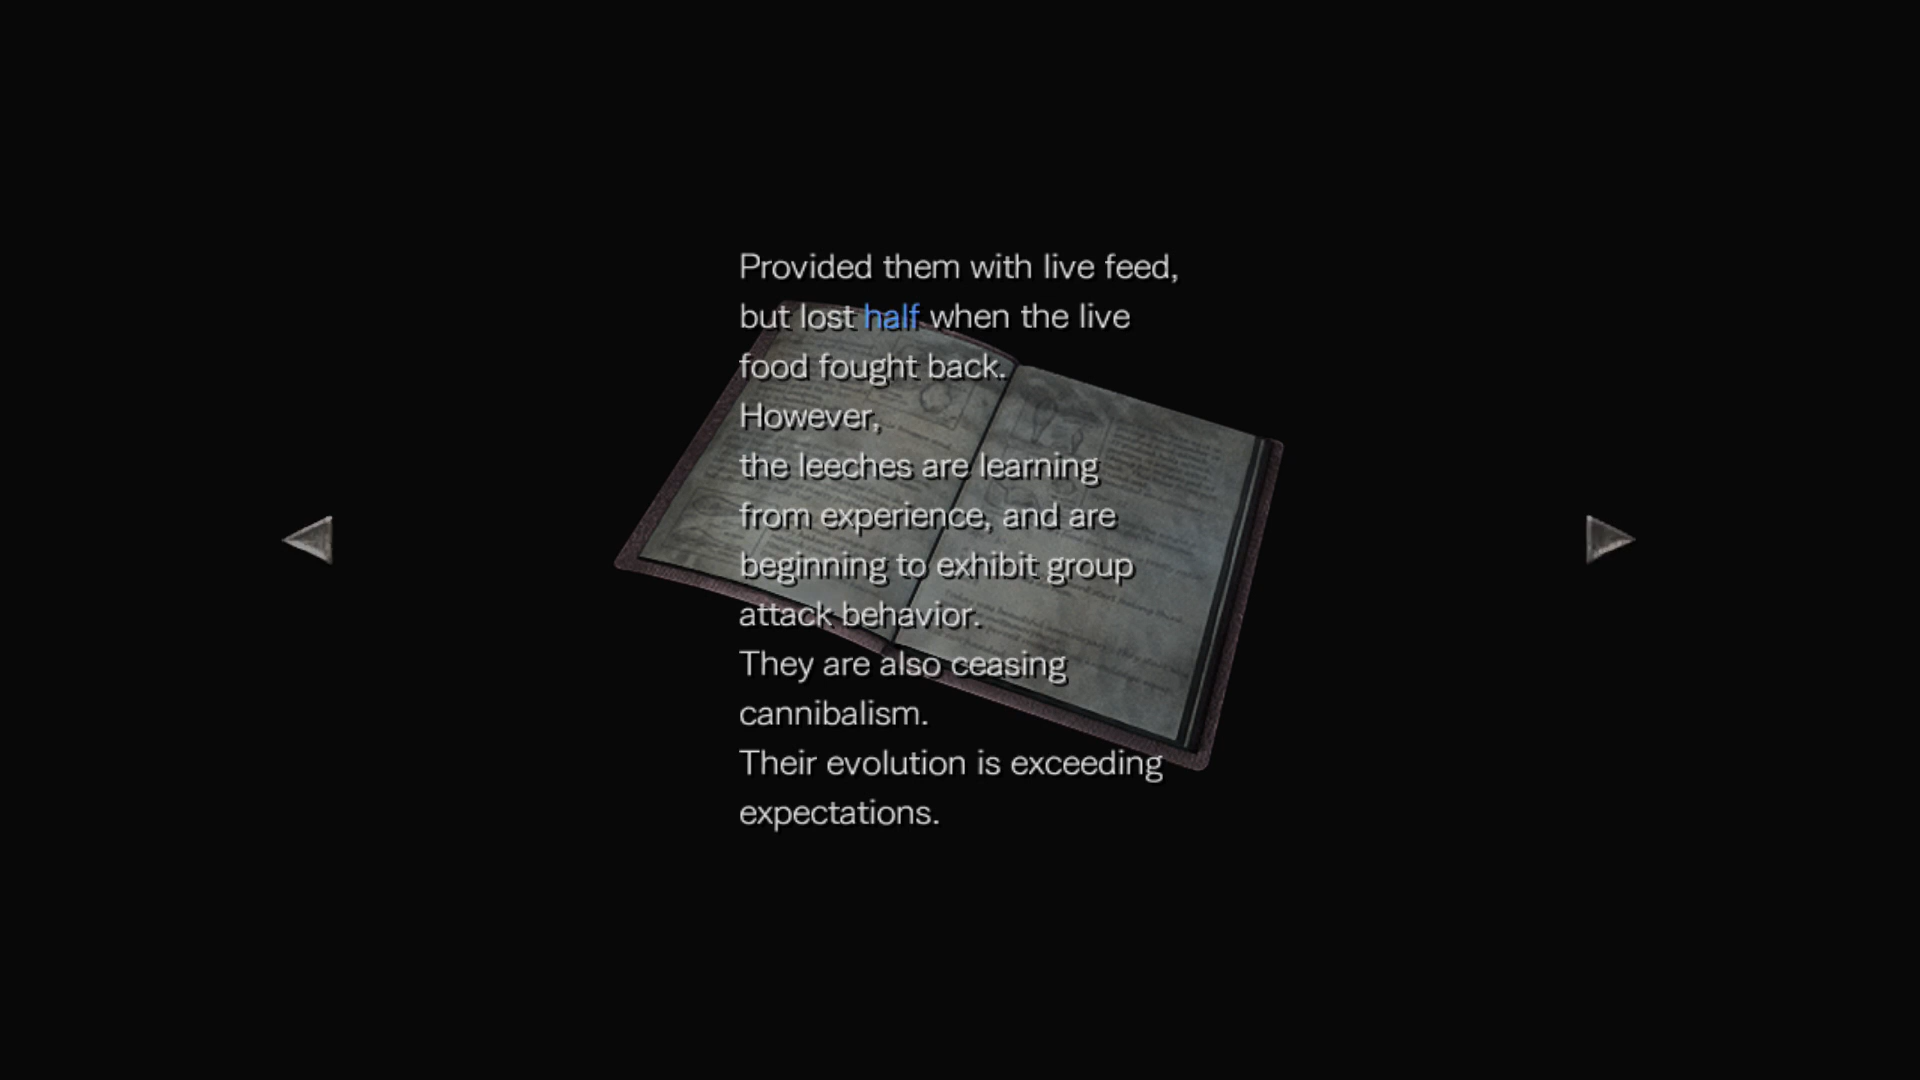 Provided them with live feed,
but lost half when the live
food fought back.
However,
the leeches are learning
from experience, and are
beginning to exhibit group
attack behavior.
They are also ceasing
cannibalism.
Their evolution is exceeding
expectations.